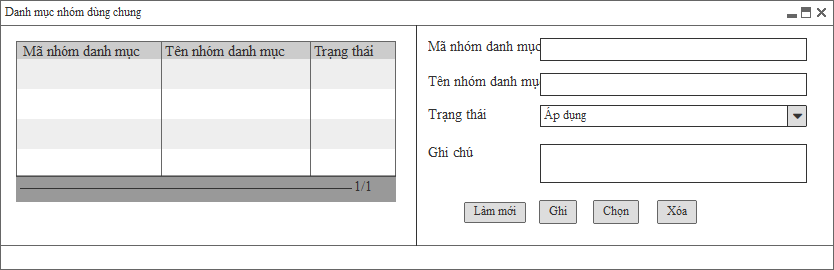 Danh mục nhóm dùng chung
Mã nhóm danh mục Tên nhóm danh mục Trạng thái
1/1
Mã nhóm danh mục
Tên nhóm danh mụ
Trạng thái Áp dụng
Ghi chú
Làm mới Ghi Chọn Xóa